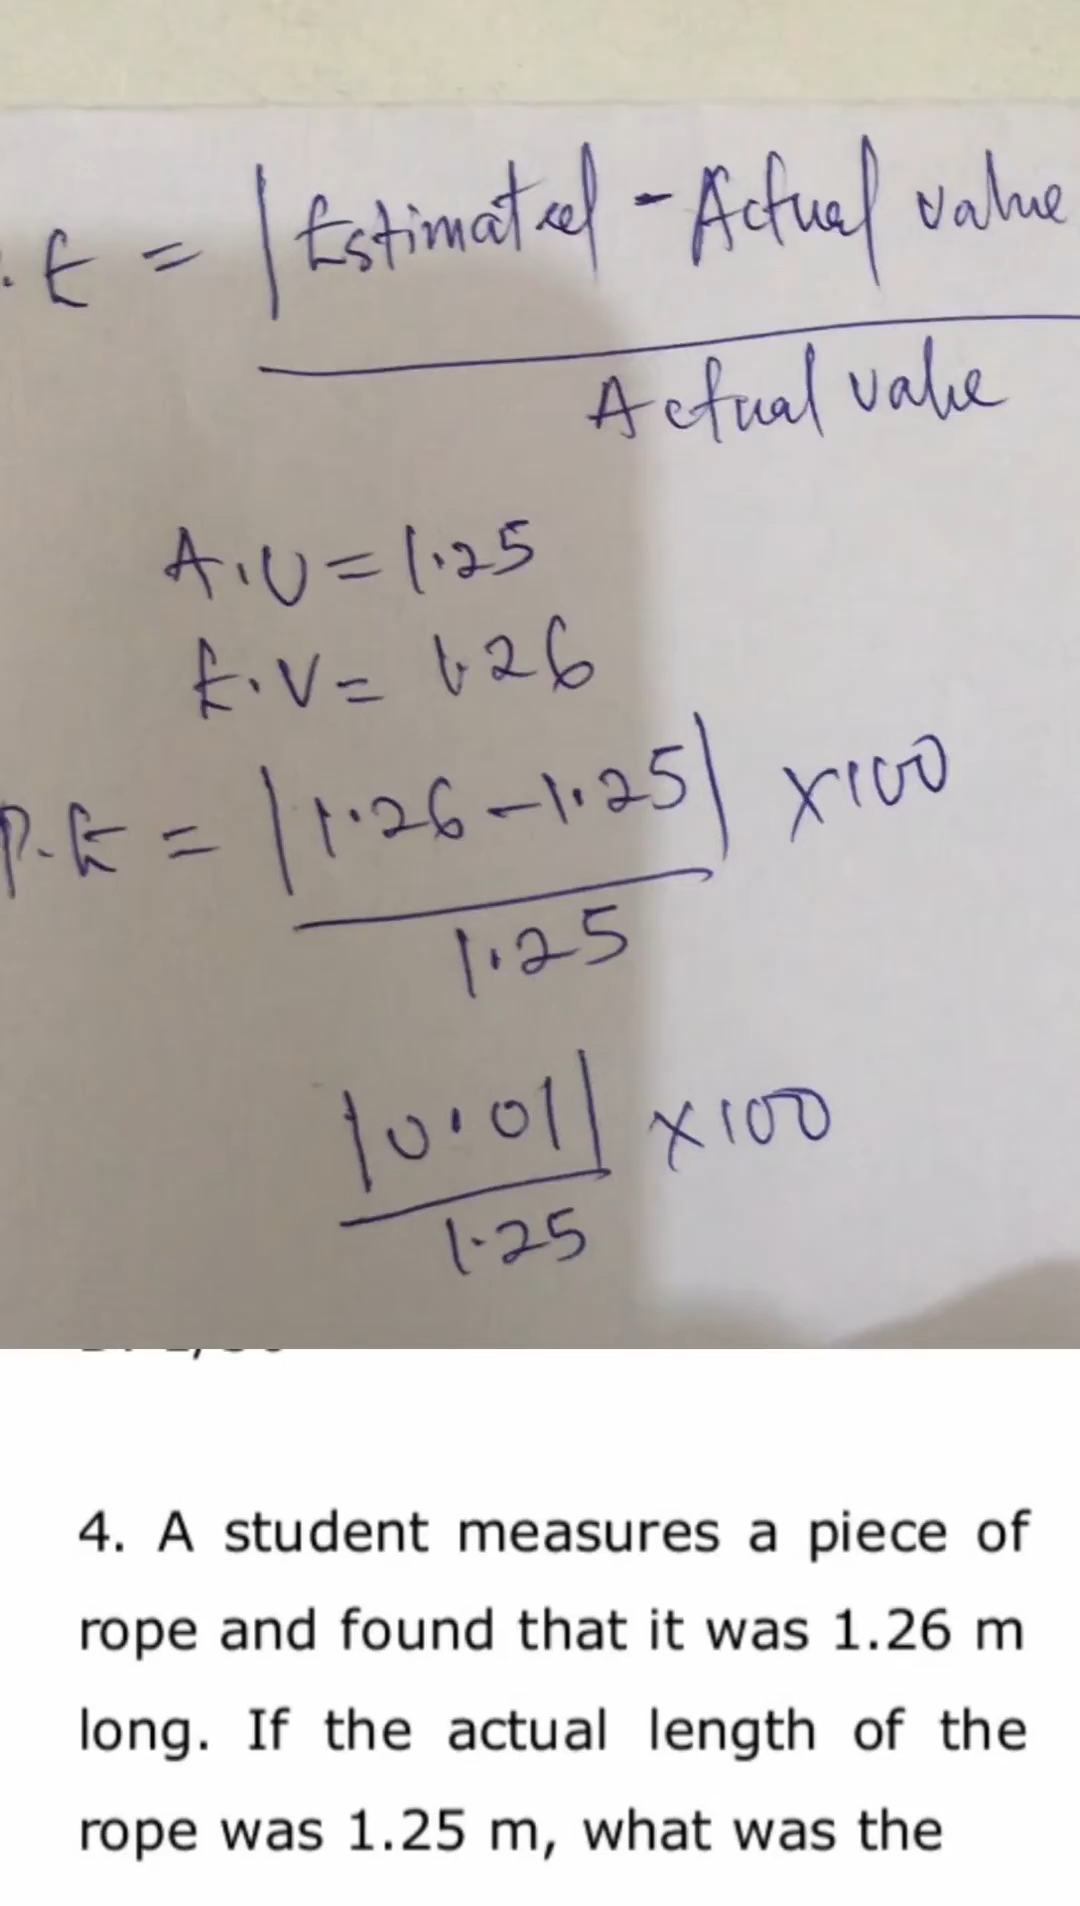 . E = | Estimated - Actual value
Actual value
A.V = 1.25
E.V = 1.26
P.E = |1.26 - 1.25| x100
1.25
|0.01| x100
1.25
4. A student measures a piece of
rope and found that it was 1.26 m
long. If the actual length of the
rope was 1.25 m, what was the